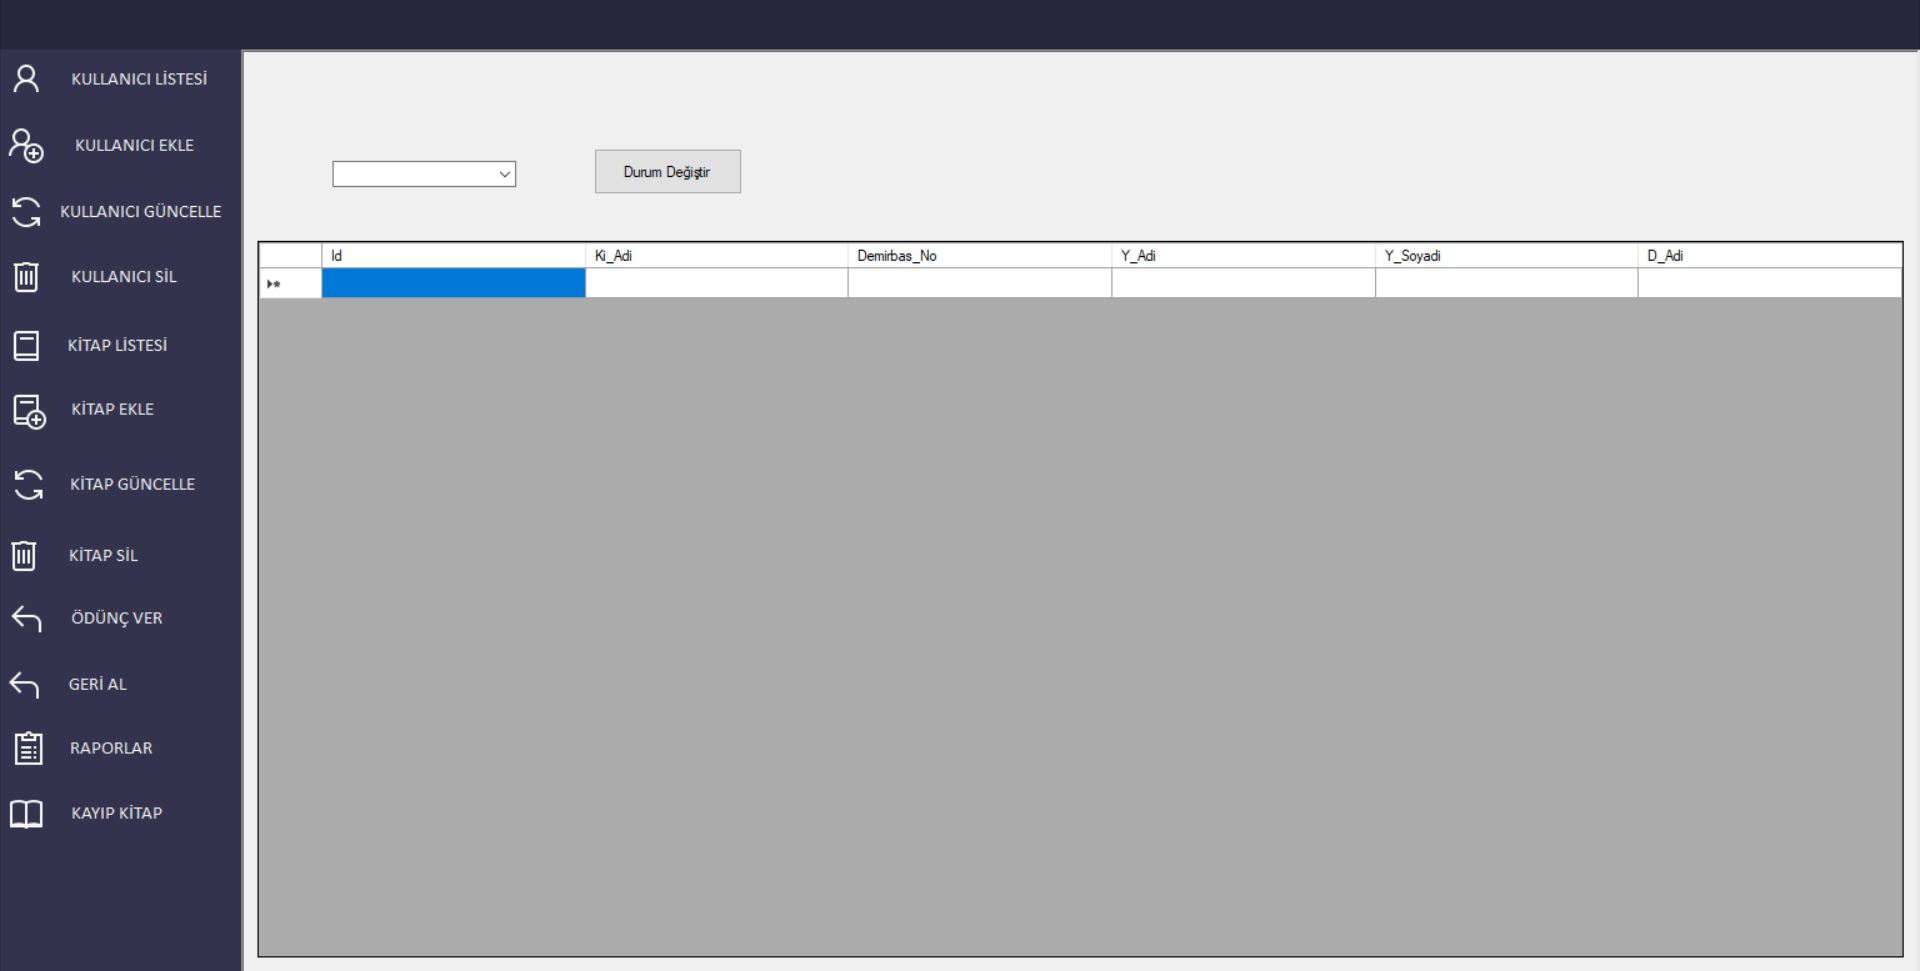 KULLANICI LİSTESİ
KULLANICI EKLE
KULLANICI GÜNCELLE
KULLANICI SİL
KİTAP LİSTESİ
KİTAP EKLE
KİTAP GÜNCELLE
KİTAP SİL
ÖDÜNÇ VER
GERİ AL
RAPORLAR
KAYIP KİTAP
Durum Değiştir
Id Ki_Adi Demirbas_No Y_Adi Y_Soyadi D_Adi